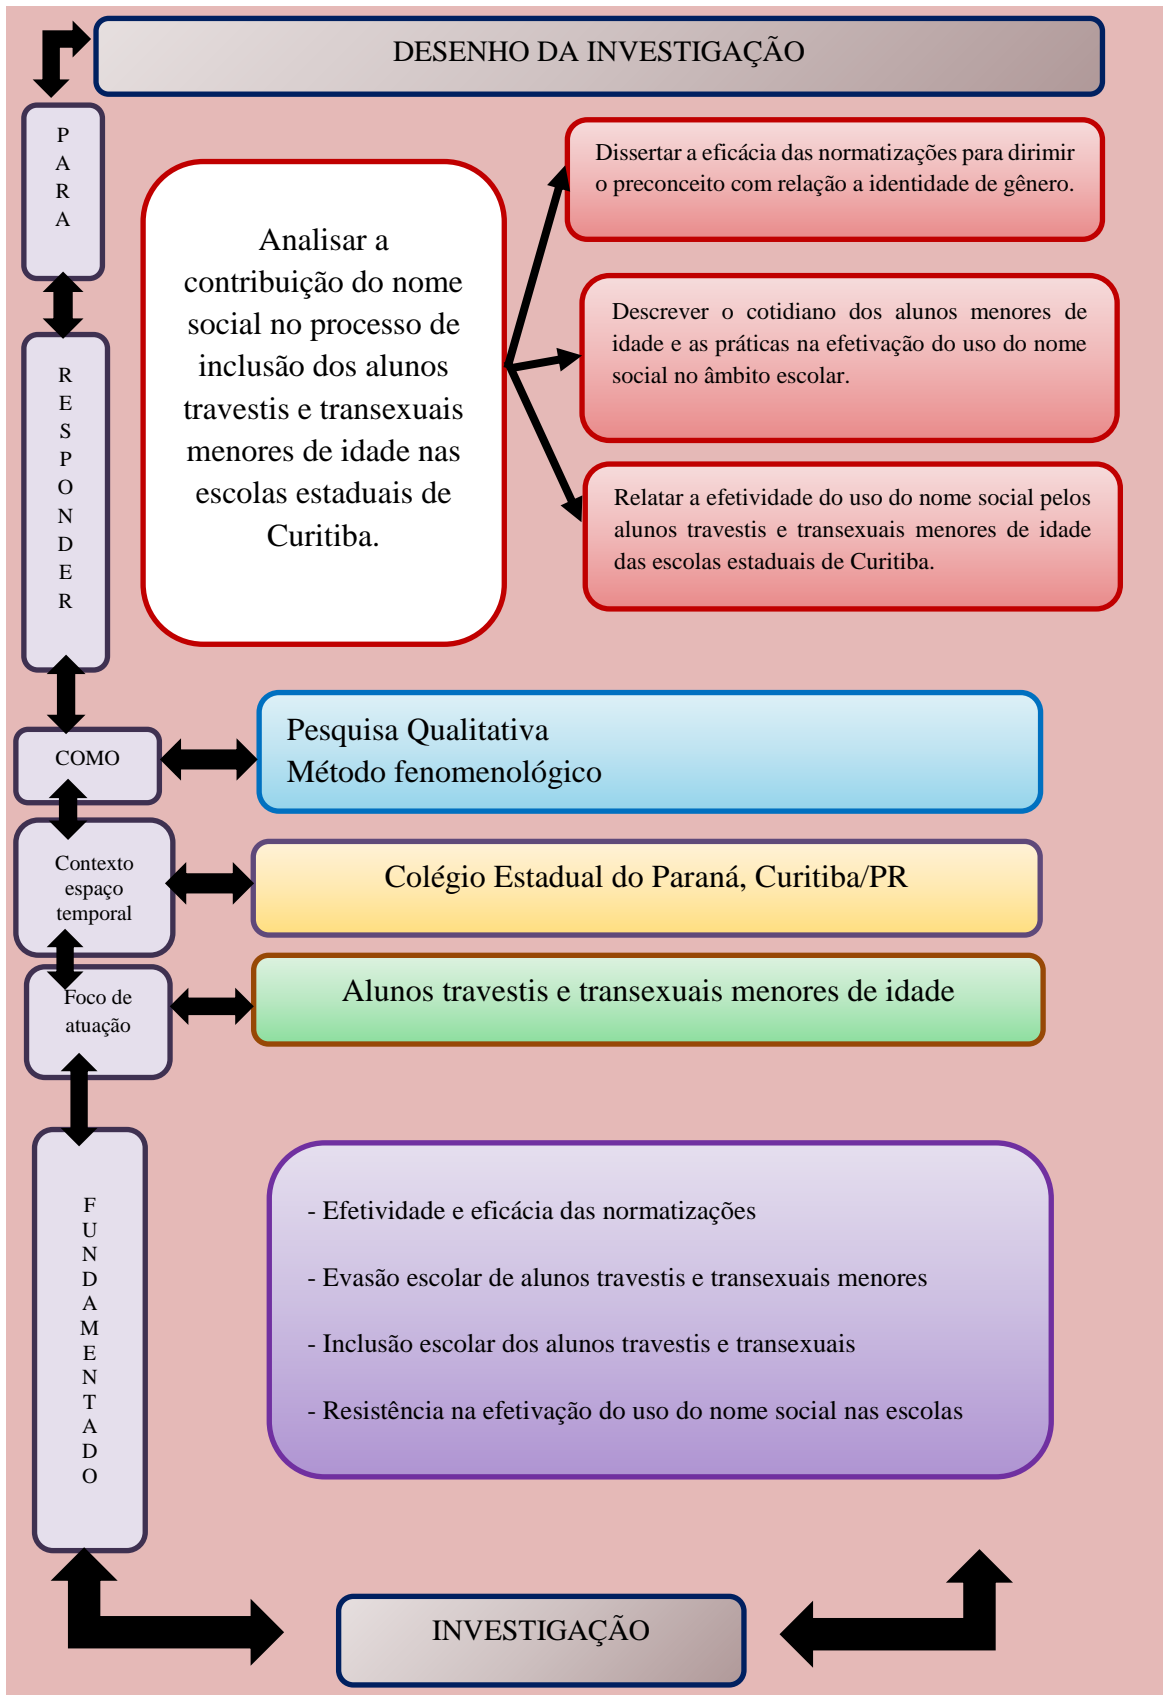 DESENHO DA INVESTIGAÇÃO
P
A
R
A
Dissertar a eficácia das normatizações para dirimir
o preconceito com relação a identidade de gênero.
Analisar a
contribuição do nome
social no processo de
inclusão dos alunos
travestis e transexuais
menores de idade nas
escolas estaduais de
Curitiba.
Descrever o cotidiano dos alunos menores de
idade e as práticas na efetivação do uso do nome
social no âmbito escolar.
R
E
S
P
O
N
D
E
R
Relatar a efetividade do uso do nome social pelos
alunos travestis e transexuais menores de idade
das escolas estaduais de Curitiba.
COMO
Pesquisa Qualitativa
Método fenomenológico
Contexto
espaço
temporal
Colégio Estadual do Paraná, Curitiba/PR
Foco de
atuação
Alunos travestis e transexuais menores de idade
F
U
N
D
A
M
E
N
T
A
D
O
- Efetividade e eficácia das normatizações
- Evasão escolar de alunos travestis e transexuais menores
- Inclusão escolar dos alunos travestis e transexuais
- Resistência na efetivação do uso do nome social nas escolas
INVESTIGAÇÃO